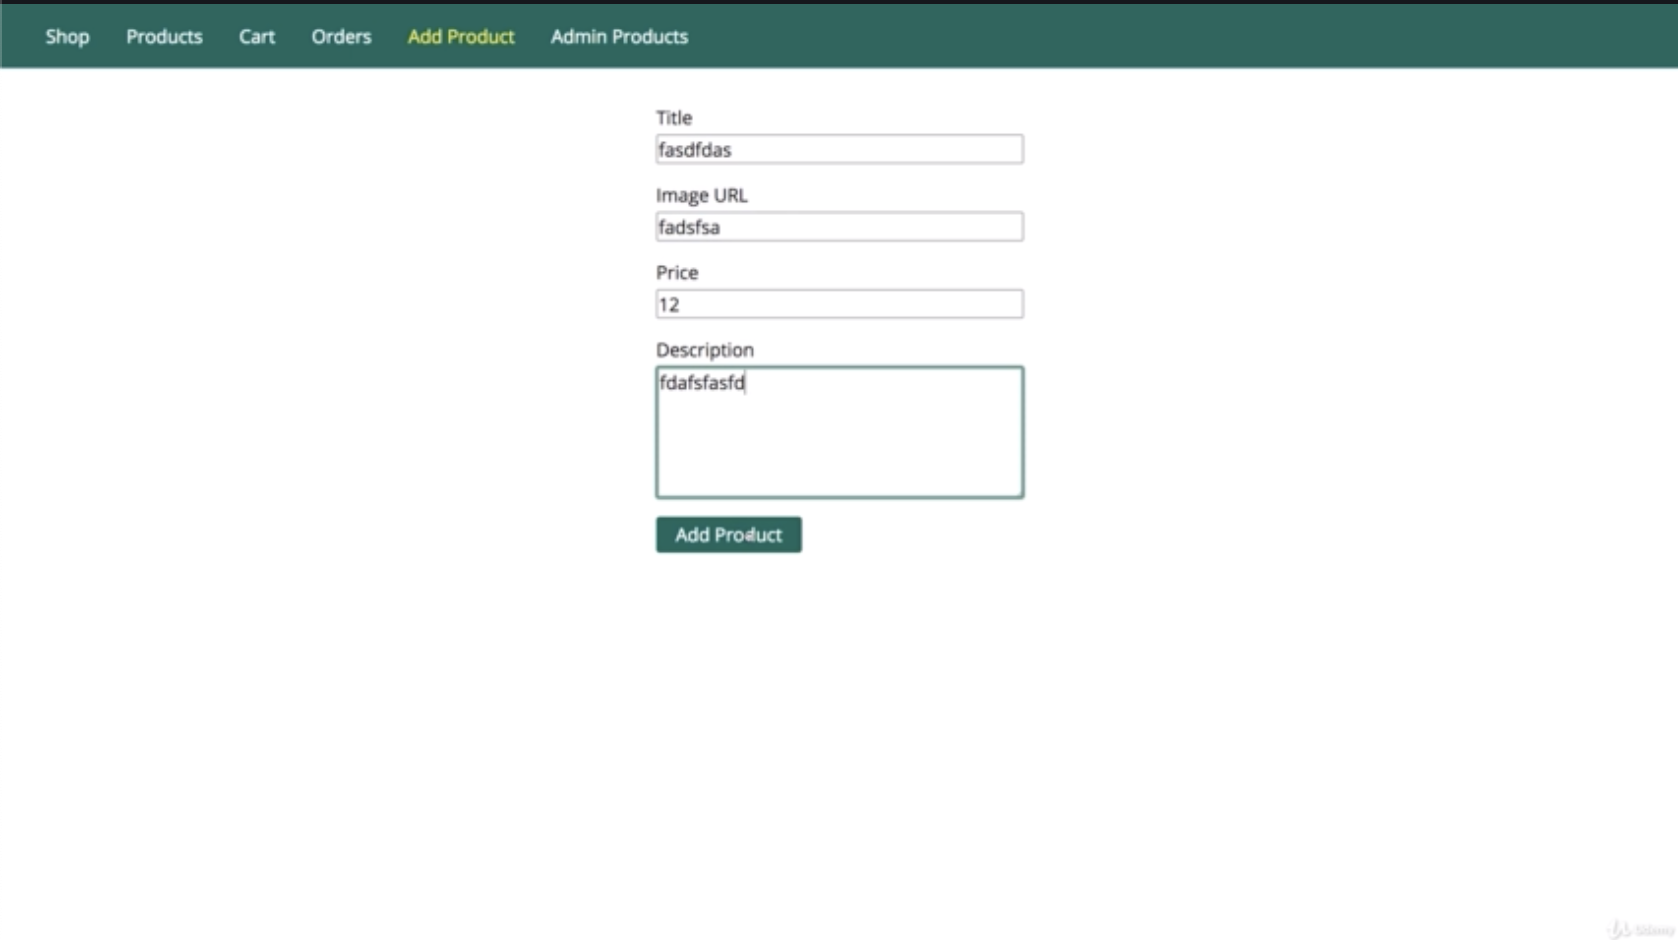 Shop Products Cart Orders Add Product Admin Products
Title
fasdfdas
Image URL
fadsfsa
Price
12
Description
fdafsfasfd
Add Product
Udemy